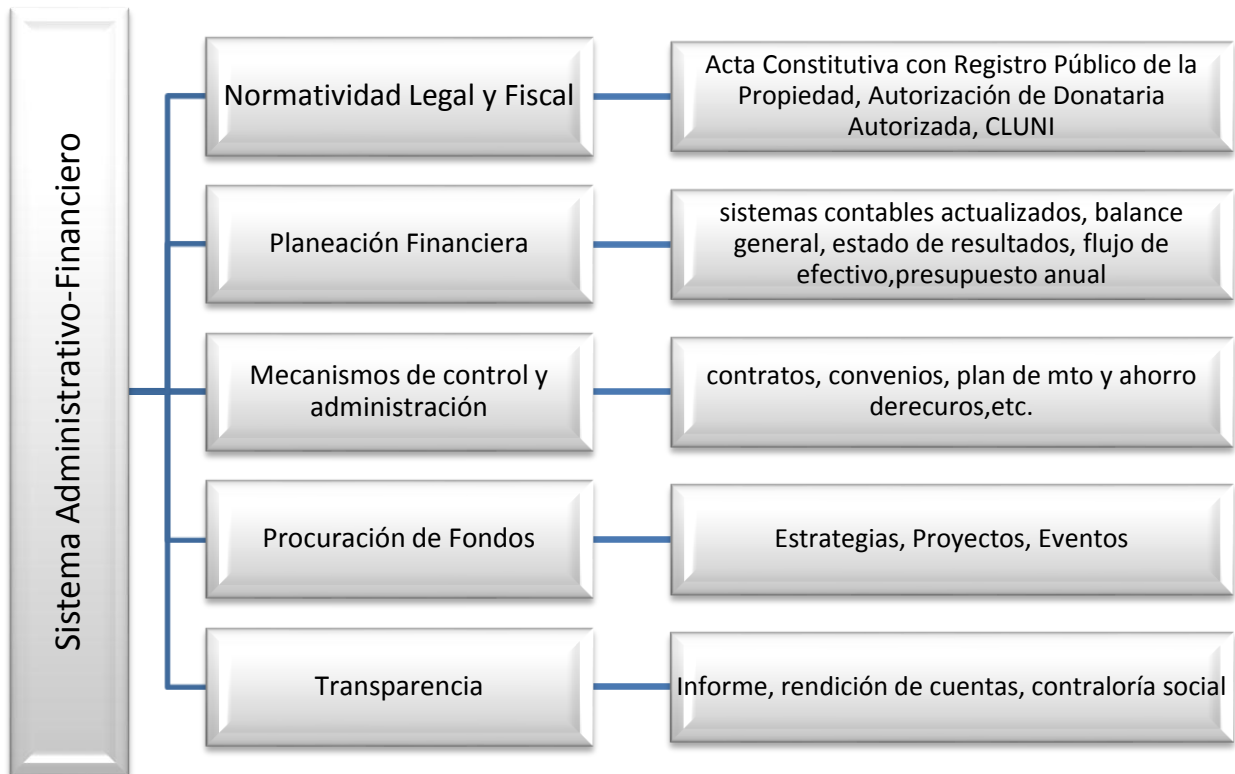 Sistema Administrativo-Financiero
Normatividad Legal y Fiscal
Acta Constitutiva con Registro Público de la
Propiedad, Autorización de Donataria
Autorizada, CLUNI
Planeación Financiera
sistemas contables actualizados, balance
general, estado de resultados, flujo de
efectivo,presupuesto anual
Mecanismos de control y
administración
contratos, convenios, plan de mto y ahorro
derecuros,etc.
Procuración de Fondos
Estrategias, Proyectos, Eventos
Transparencia
Informe, rendición de cuentas, contraloría social